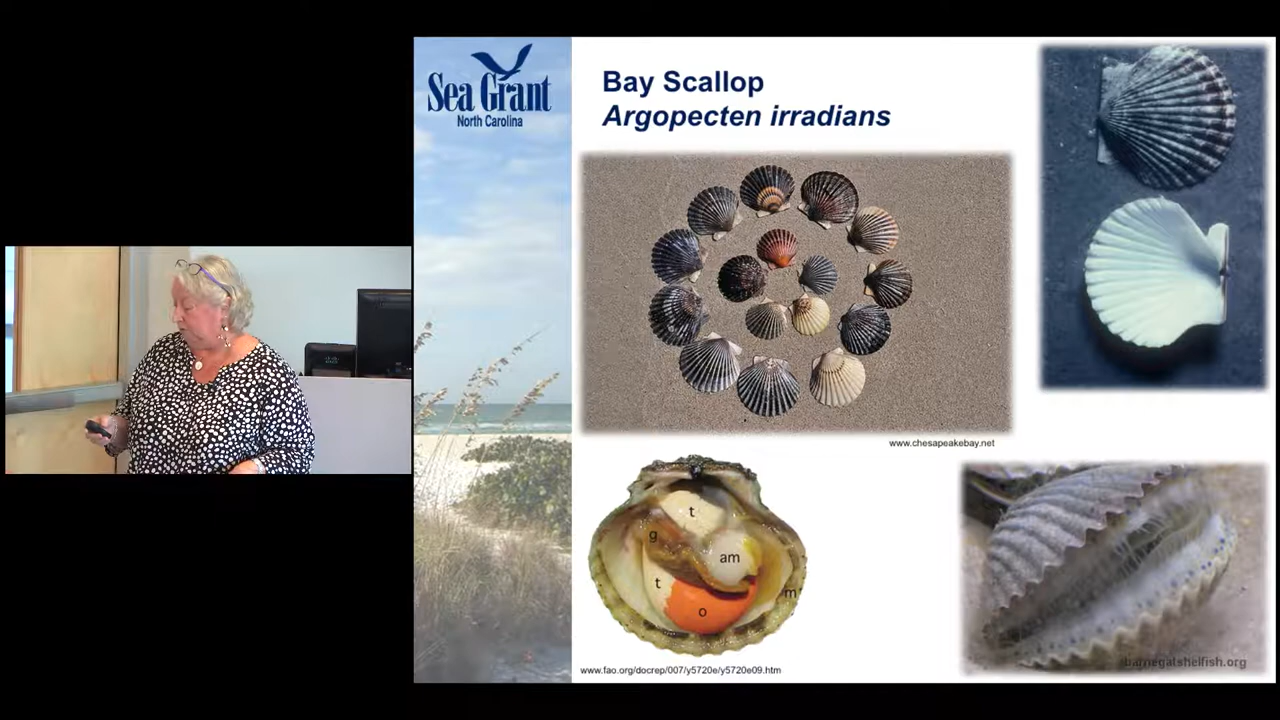 Sea Grant
North Carolina
Bay Scallop
Argopecten irradians
www.chesapeakebay.net
t
g
am
t
m
o
www.fao.org/docrep/007/y5720e/y5720e09.htm
barnegatshelfish.org